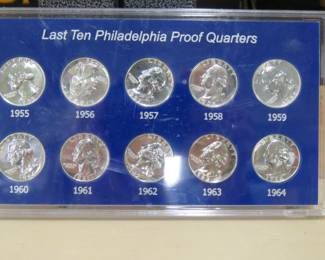 Last Ten Philadelphia Proof Quarters
1955 1956 1957 1958 1959
1960 1961 1962 1963 1964